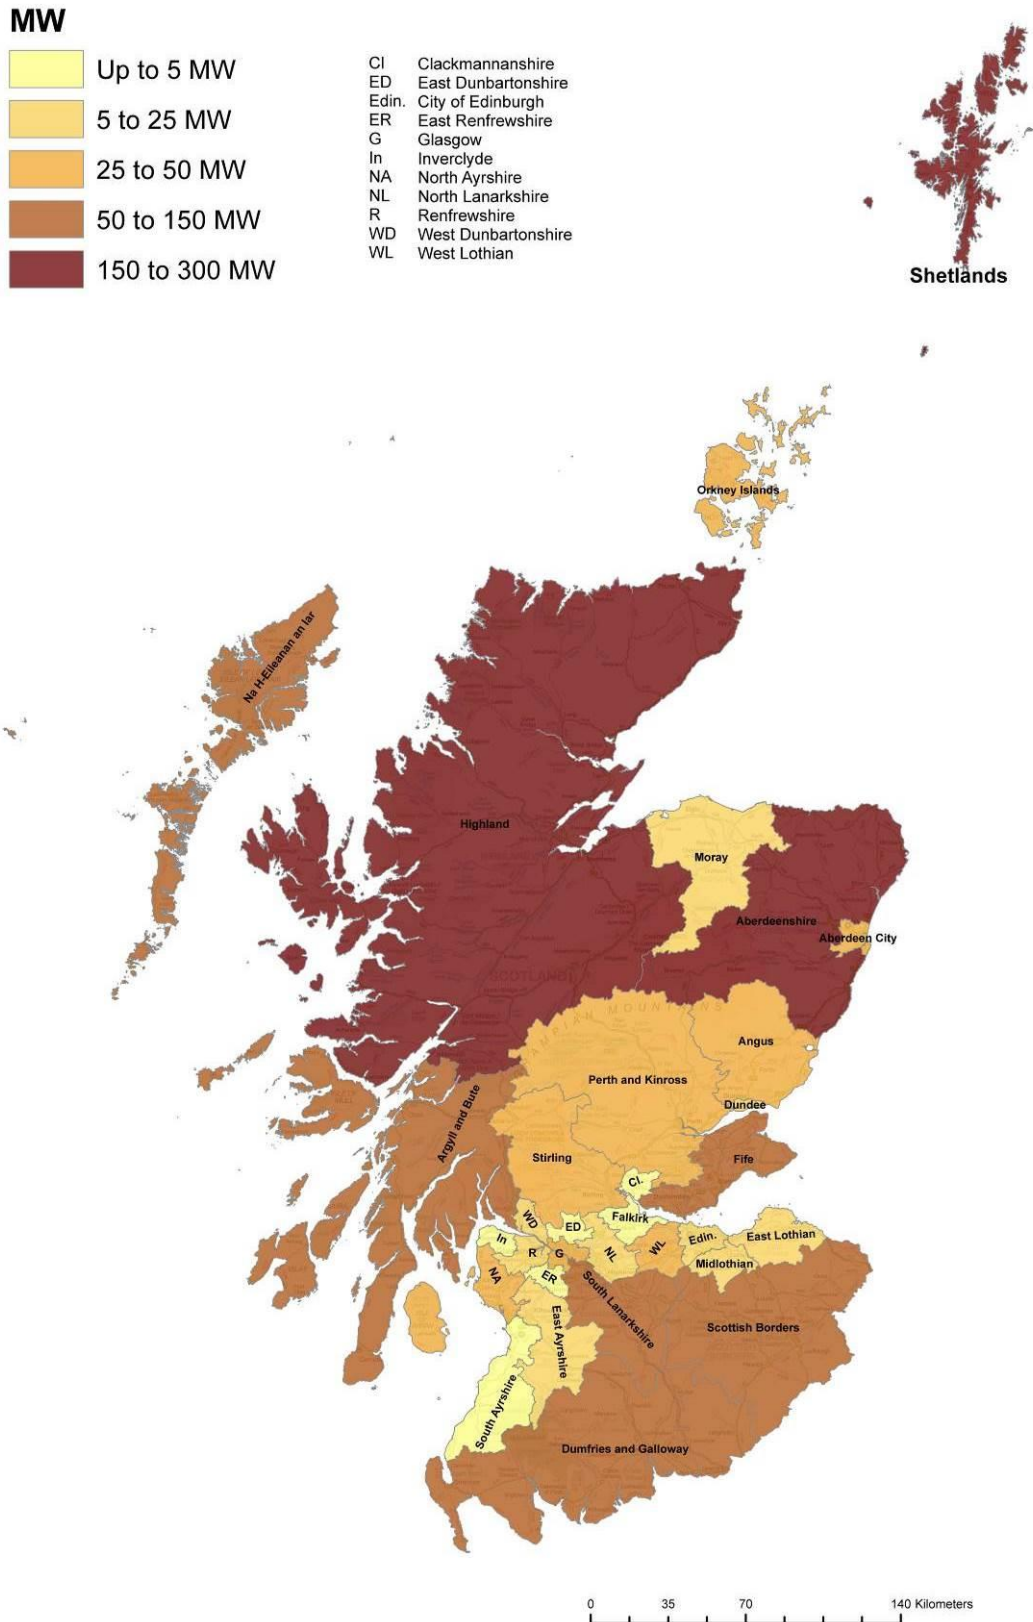 MW
Up to 5 MW
5 to 25 MW
25 to 50 MW
50 to 150 MW
150 to 300 MW
Cl Clackmannanshire
ED East Dunbartonshire
Edin. City of Edinburgh
ER East Renfrewshire
G Glasgow
In Inverclyde
NA North Ayrshire
NL North Lanarkshire
R Renfrewshire
WD West Dunbartonshire
WL West Lothian
Shetlands
Orkney Islands
Na H-Eileanan an Iar
Highland
Moray
Aberdeenshire
Aberdeen City
SCOTLAND
Angus
Perth and Kinross
Dundee
Argyll and Bute
Stirling
Fife
Cl.
WD
ED
Falkirk
In
R
G
NL
WL
Edin.
East Lothian
Midlothian
NA
ER
South Lanarkshire
East Ayrshire
Scottish Borders
South Ayrshire
Dumfries and Galloway
0 35 70 140 Kilometers